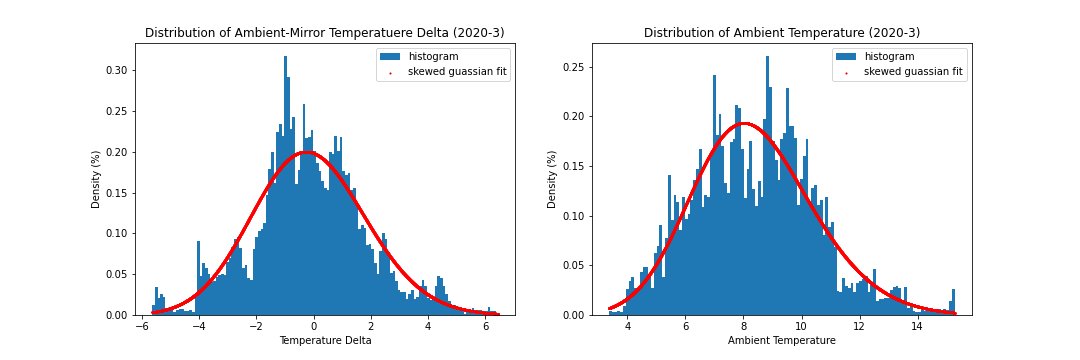 Distribution of Ambient-Mirror Temperatuere Delta (2020-3)
histogram
skewed guassian fit
Density (%)
0.30
0.25
0.20
0.15
0.10
0.05
0.00
−6
−4
−2
0
2
4
6
Temperature Delta
Distribution of Ambient Temperature (2020-3)
histogram
skewed guassian fit
Density (%)
0.25
0.20
0.15
0.10
0.05
0.00
4
6
8
10
12
14
Ambient Temperature